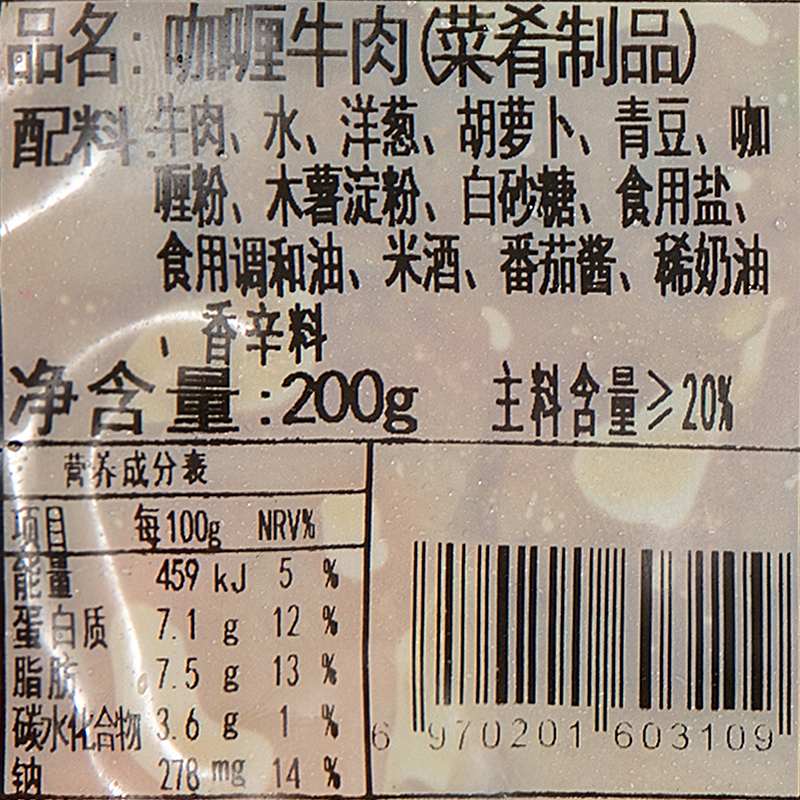 品名: 咖喱牛肉(菜肴制品)
配料:牛肉、水、洋葱、胡萝卜、青豆、咖
喱粉、木薯淀粉、白砂糖、食用盐、
食用调和油、米酒、番茄酱、稀奶油
、香辛料
净含量:200g 主料含量≥20%
营养成分表
项目 每100g NRV%
能量 459 kJ 5 %
蛋白质 7.1 g 12 %
脂肪 7.5 g 13 %
碳水化合物 3.6 g 1 %
钠 278 mg 14 %
6 970201 603109